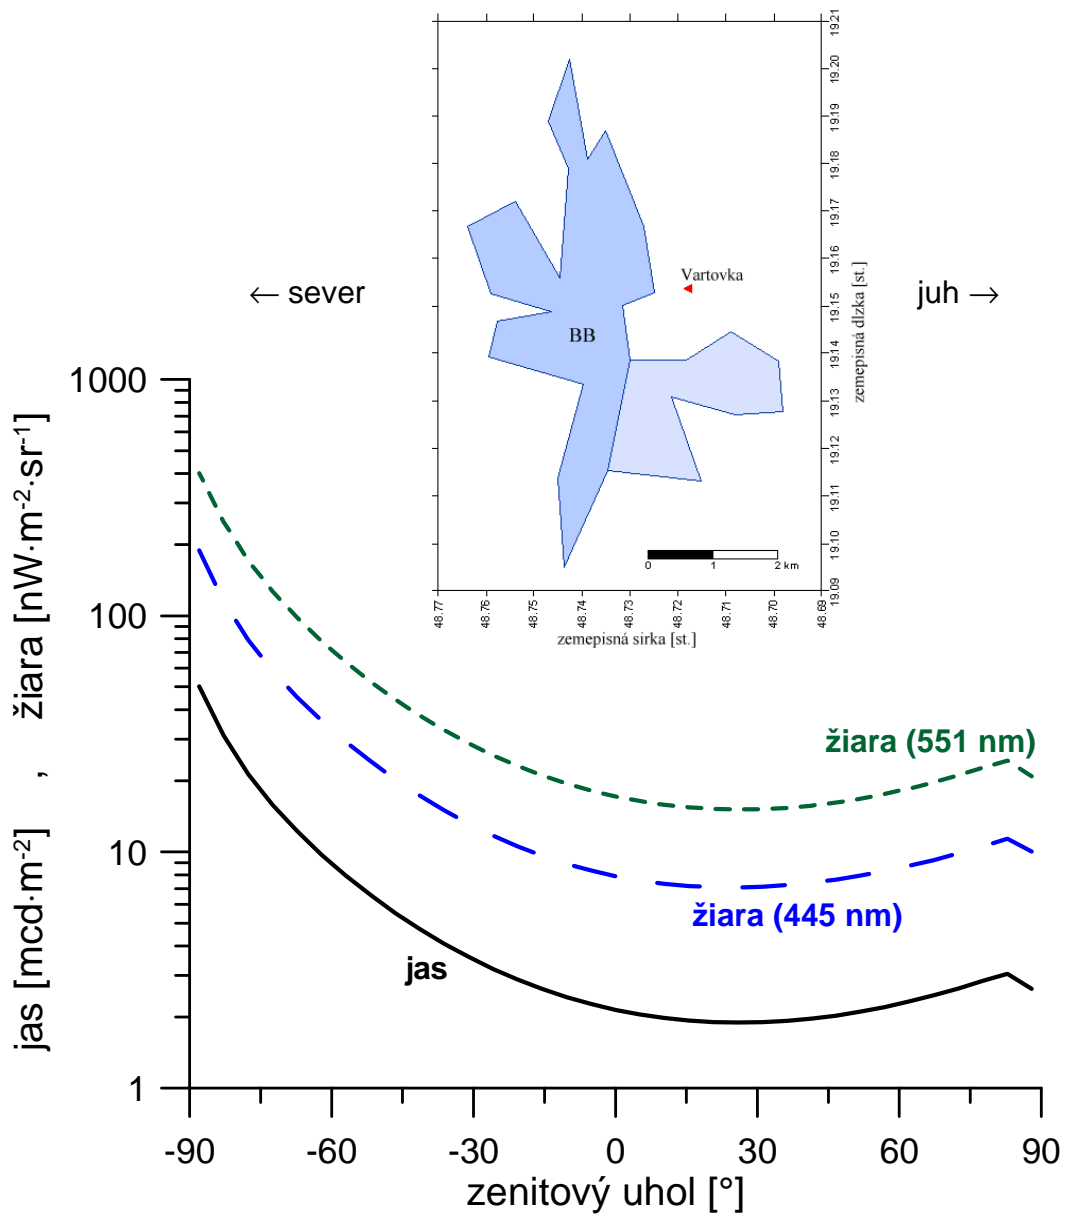 19.21
19.20
19.19
19.18
19.17
19.16
19.15
19.14
19.13
19.12
19.11
19.10
19.09
zemepisná dlzka [st.]
Vartovka
BB
0 1 2 km
48.77 48.76 48.75 48.74 48.73 48.72 48.71 48.70 48.69
zemepisná sirka [st.]
← sever
juh →
1000
100
10
1
jas [mcd·m-2] , žiara [nW·m-2·sr-1]
žiara (551 nm)
žiara (445 nm)
jas
-90 -60 -30 0 30 60 90
zenitový uhol [°]